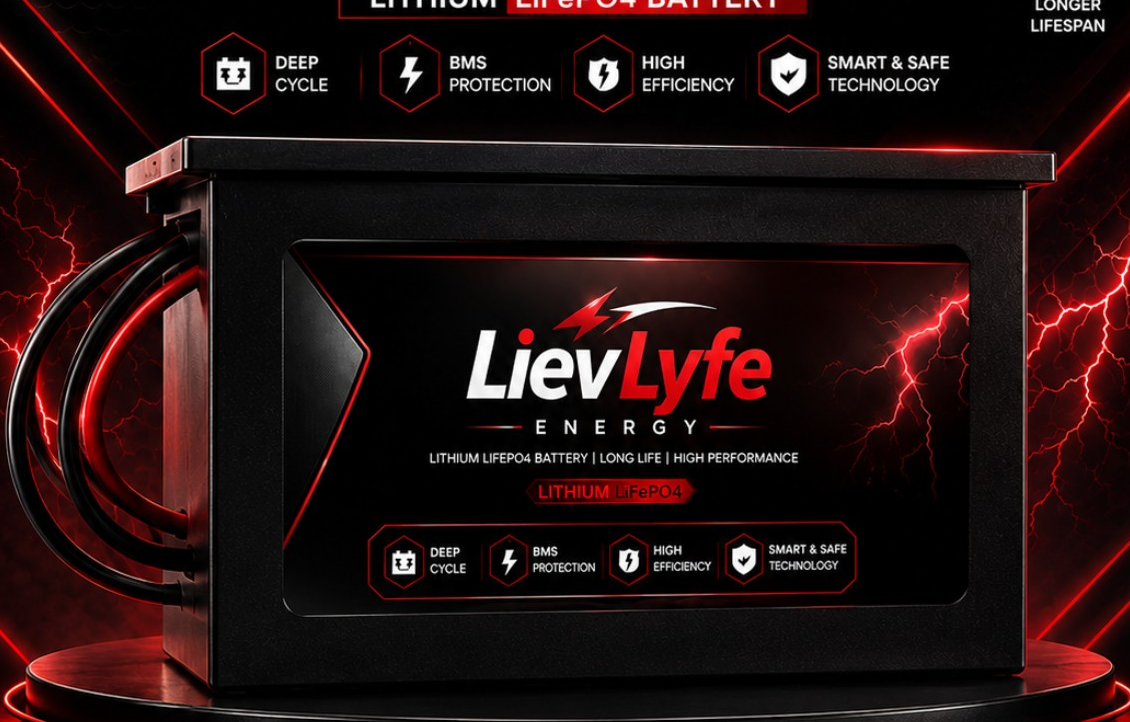 LITHIUM LiFePO4 BATTERY
LONGER
LIFESPAN
DEEP
CYCLE
BMS
PROTECTION
HIGH
EFFICIENCY
SMART & SAFE
TECHNOLOGY
LievLyfe
ENERGY
LITHIUM LIFEPO4 BATTERY | LONG LIFE | HIGH PERFORMANCE
LITHIUM LiFePO4
DEEP
CYCLE
BMS
PROTECTION
HIGH
EFFICIENCY
SMART & SAFE
TECHNOLOGY